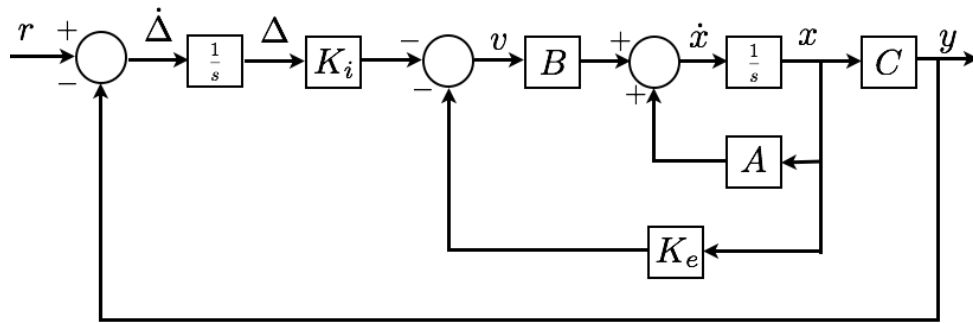 r + − Δ̇ 1/s Δ K_i − − v B + + ẋ 1/s x C y
A
K_e